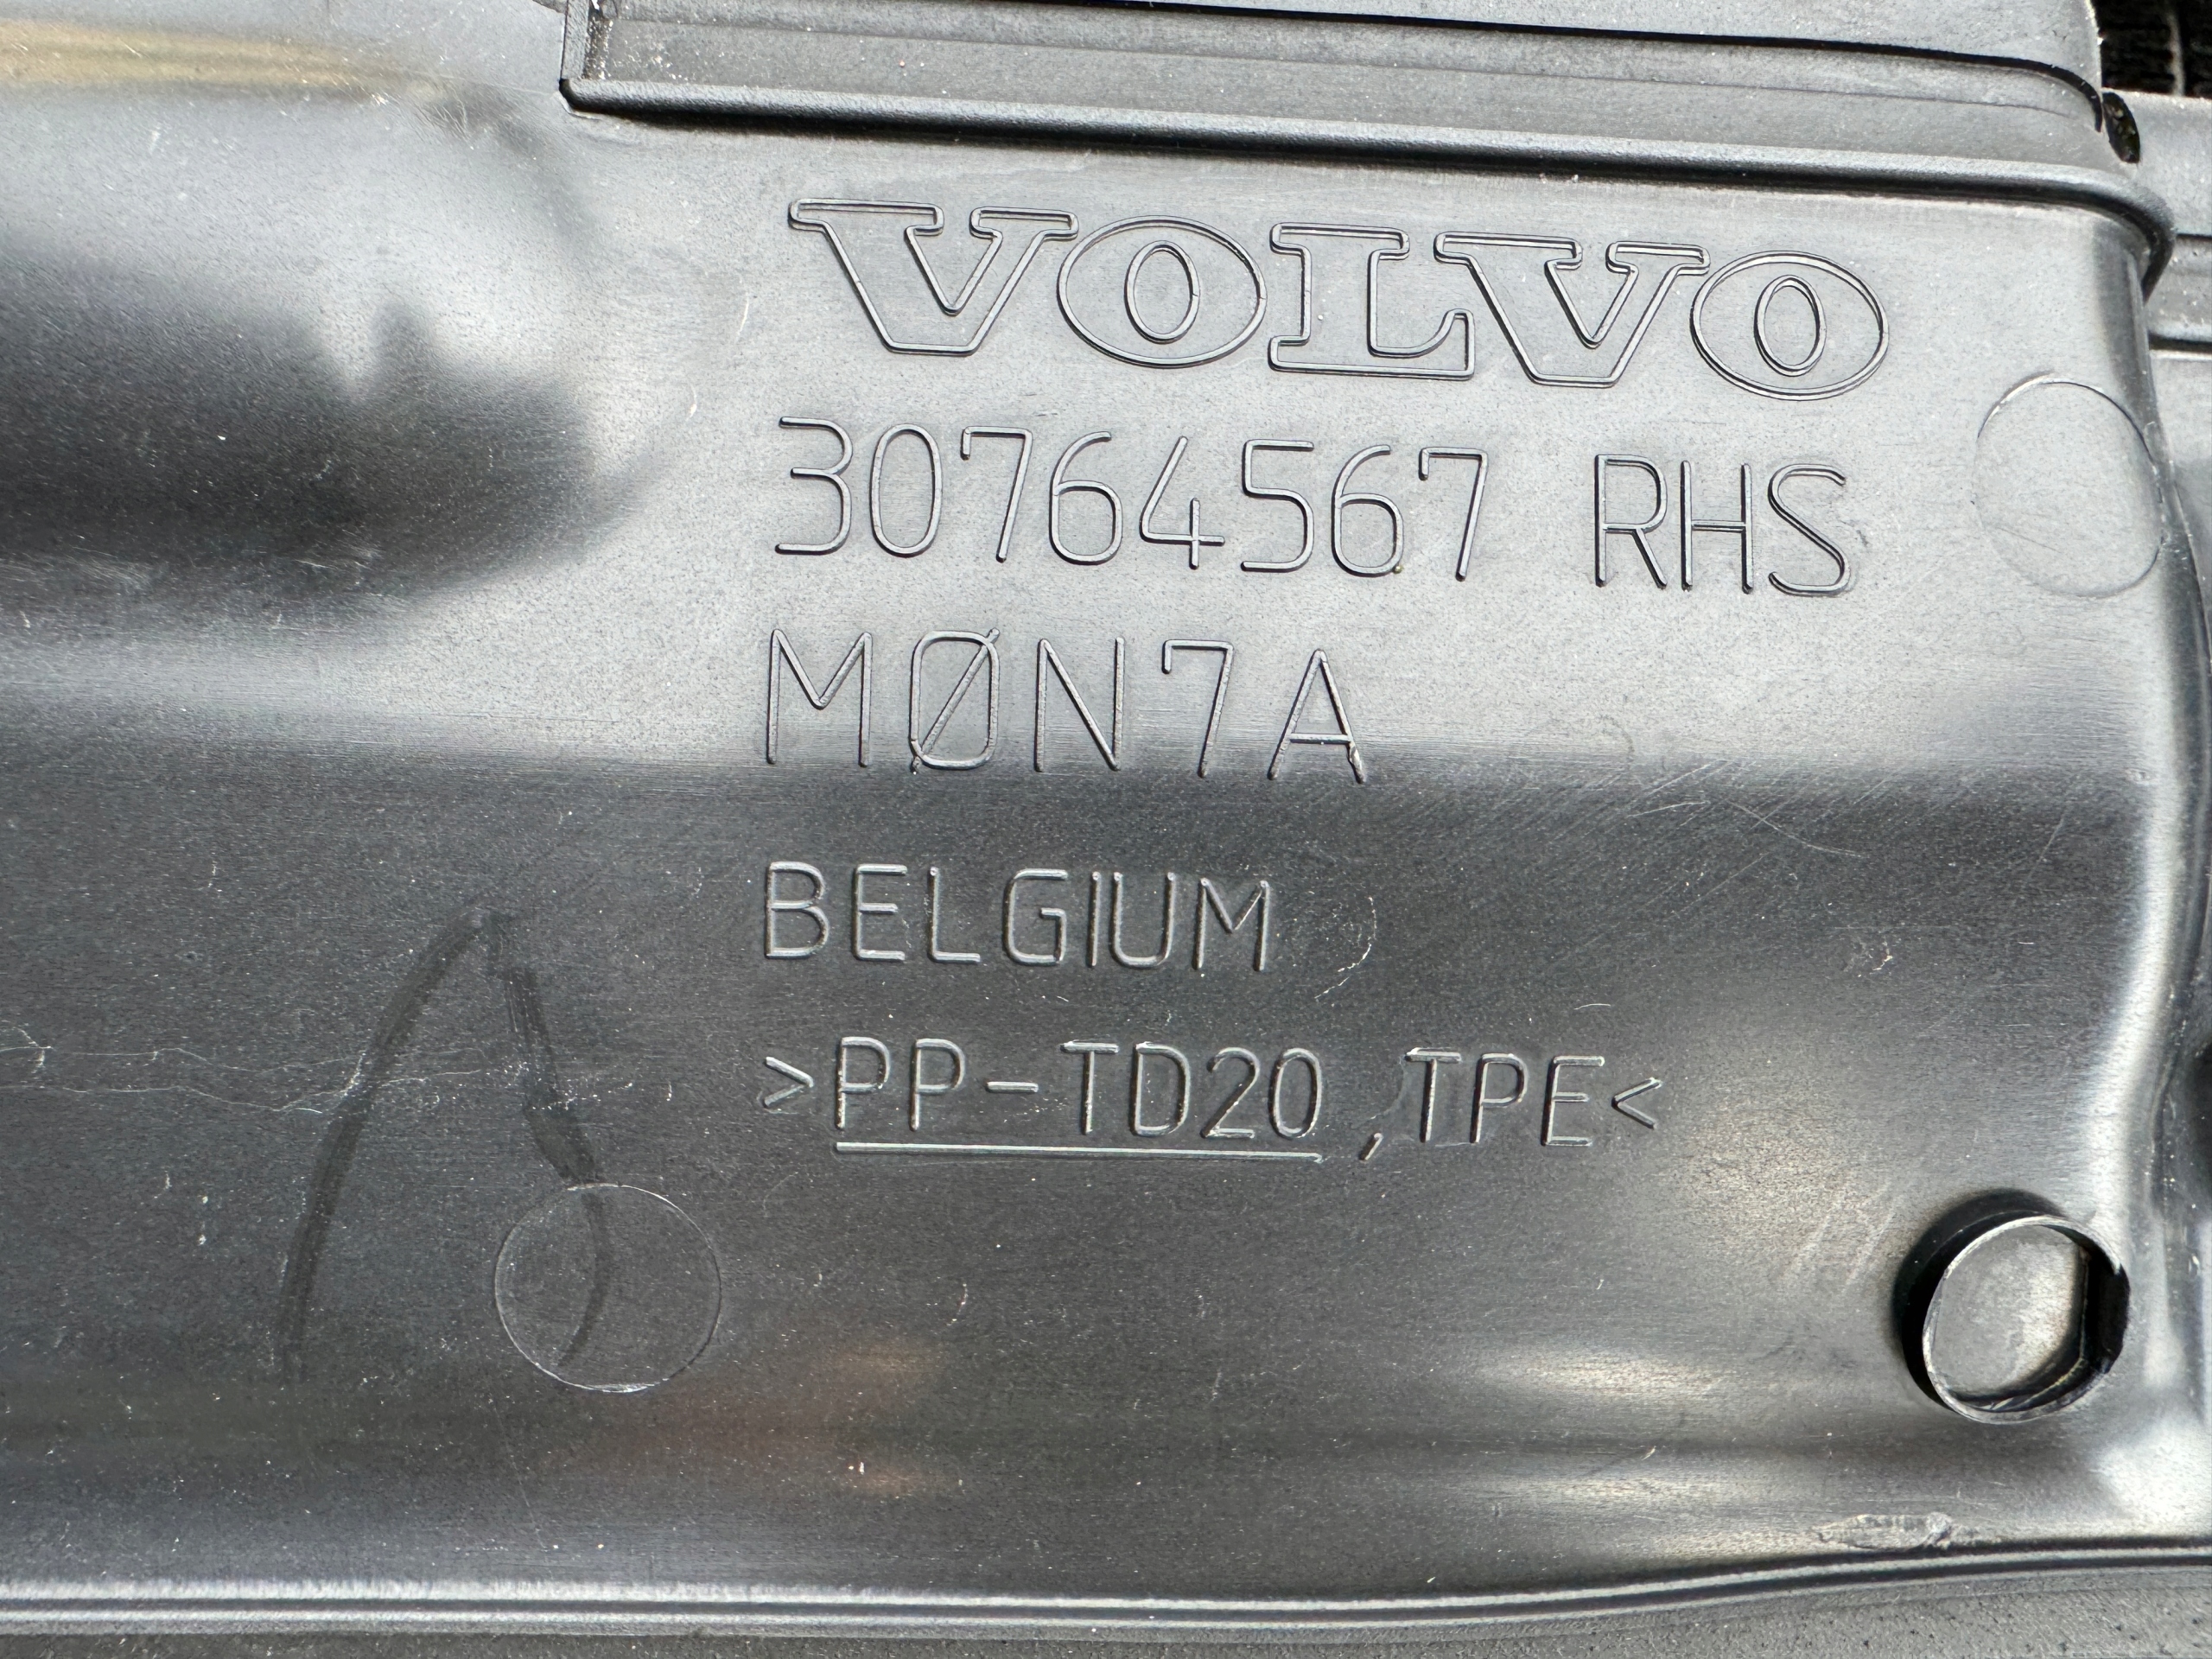 VOLVO
30764567 RHS
MØN7A
BELGIUM
>PP-TD20,TPE<